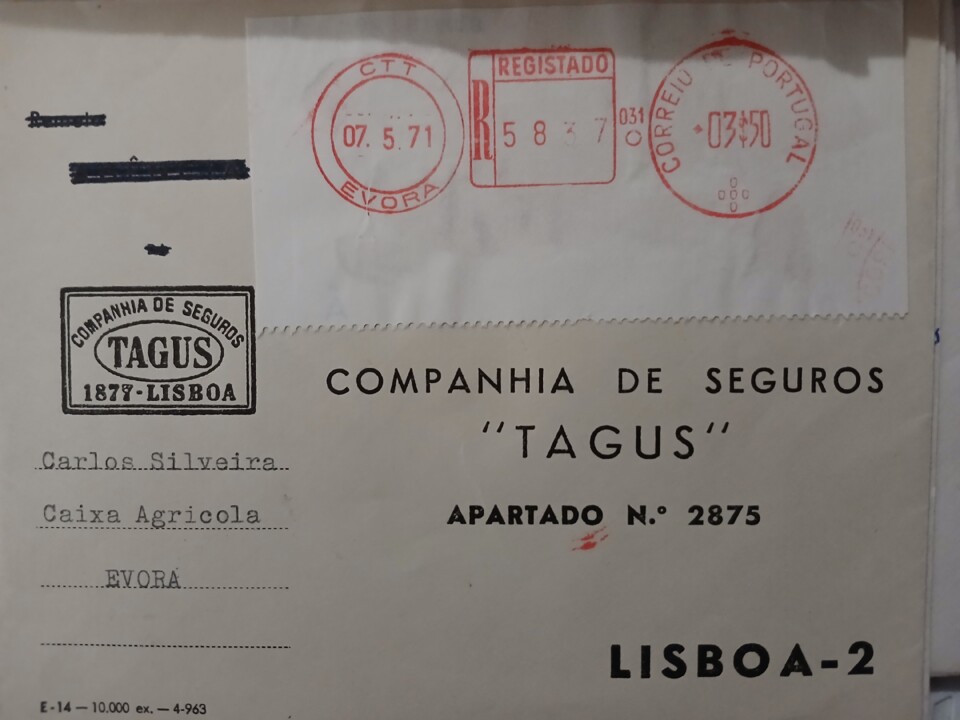 CTT
07. 5.71
EVORA
REGISTADO
R 5 8 3 7
031
CORREIO DE PORTUGAL
03$50
COMPANHIA DE SEGUROS
TAGUS
1877-LISBOA
COMPANHIA DE SEGUROS
"TAGUS"
APARTADO N.º 2875
LISBOA-2
Carlos Silveira
Caixa Agricola
EVORA
E-14 — 10.000 ex. — 4-963